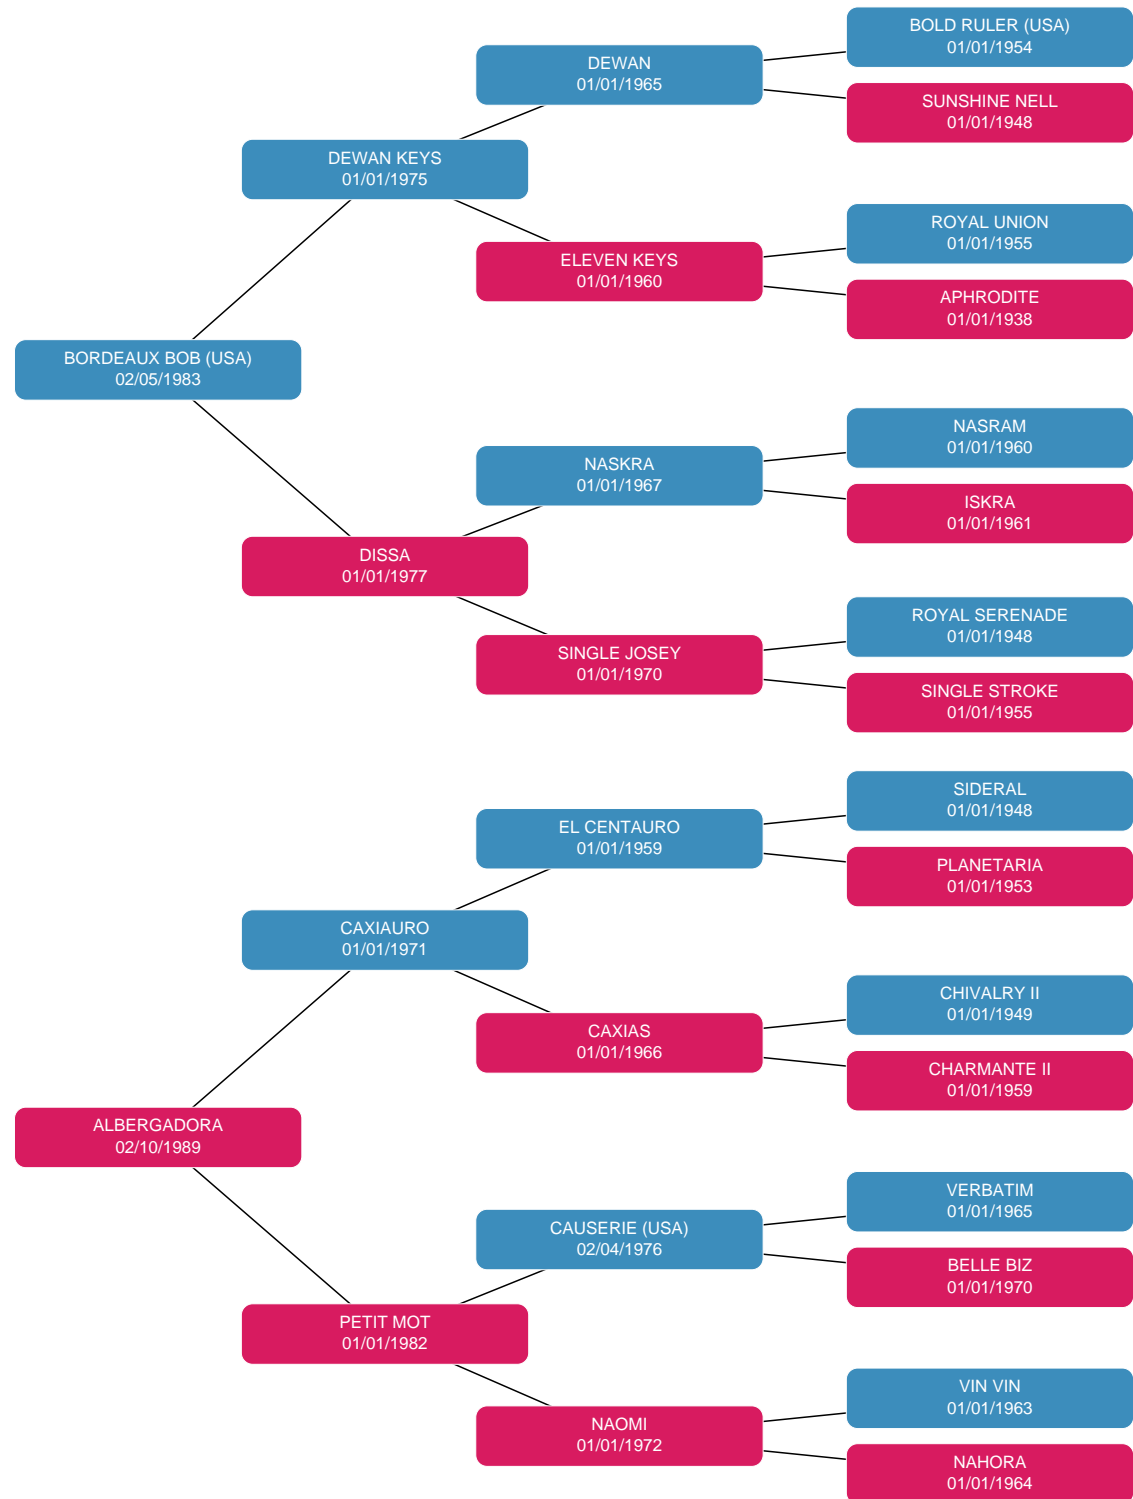 BOLD RULER (USA)
01/01/1954
DEWAN
01/01/1965
SUNSHINE NELL
01/01/1948
DEWAN KEYS
01/01/1975
ROYAL UNION
01/01/1955
ELEVEN KEYS
01/01/1960
APHRODITE
01/01/1938
BORDEAUX BOB (USA)
02/05/1983
NASRAM
01/01/1960
NASKRA
01/01/1967
ISKRA
01/01/1961
DISSA
01/01/1977
ROYAL SERENADE
01/01/1948
SINGLE JOSEY
01/01/1970
SINGLE STROKE
01/01/1955
SIDERAL
01/01/1948
EL CENTAURO
01/01/1959
PLANETARIA
01/01/1953
CAXIAURO
01/01/1971
CHIVALRY II
01/01/1949
CAXIAS
01/01/1966
CHARMANTE II
01/01/1959
ALBERGADORA
02/10/1989
VERBATIM
01/01/1965
CAUSERIE (USA)
02/04/1976
BELLE BIZ
01/01/1970
PETIT MOT
01/01/1982
VIN VIN
01/01/1963
NAOMI
01/01/1972
NAHORA
01/01/1964